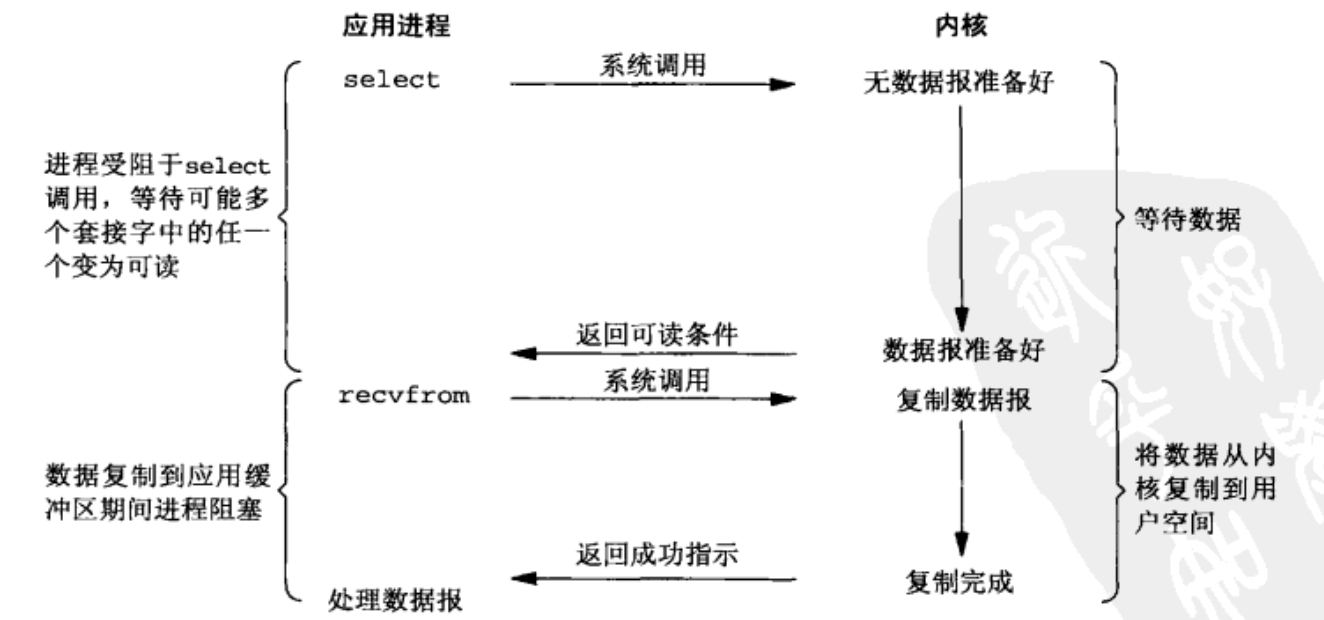 应用进程
内核
select
系统调用
无数据报准备好
进程受阻于select
调用，等待可能多
个套接字中的任一
个变为可读
等待数据
返回可读条件
数据报准备好
recvfrom
系统调用
复制数据报
数据复制到应用缓
冲区期间进程阻塞
将数据从内
核复制到用
户空间
返回成功指示
复制完成
处理数据报